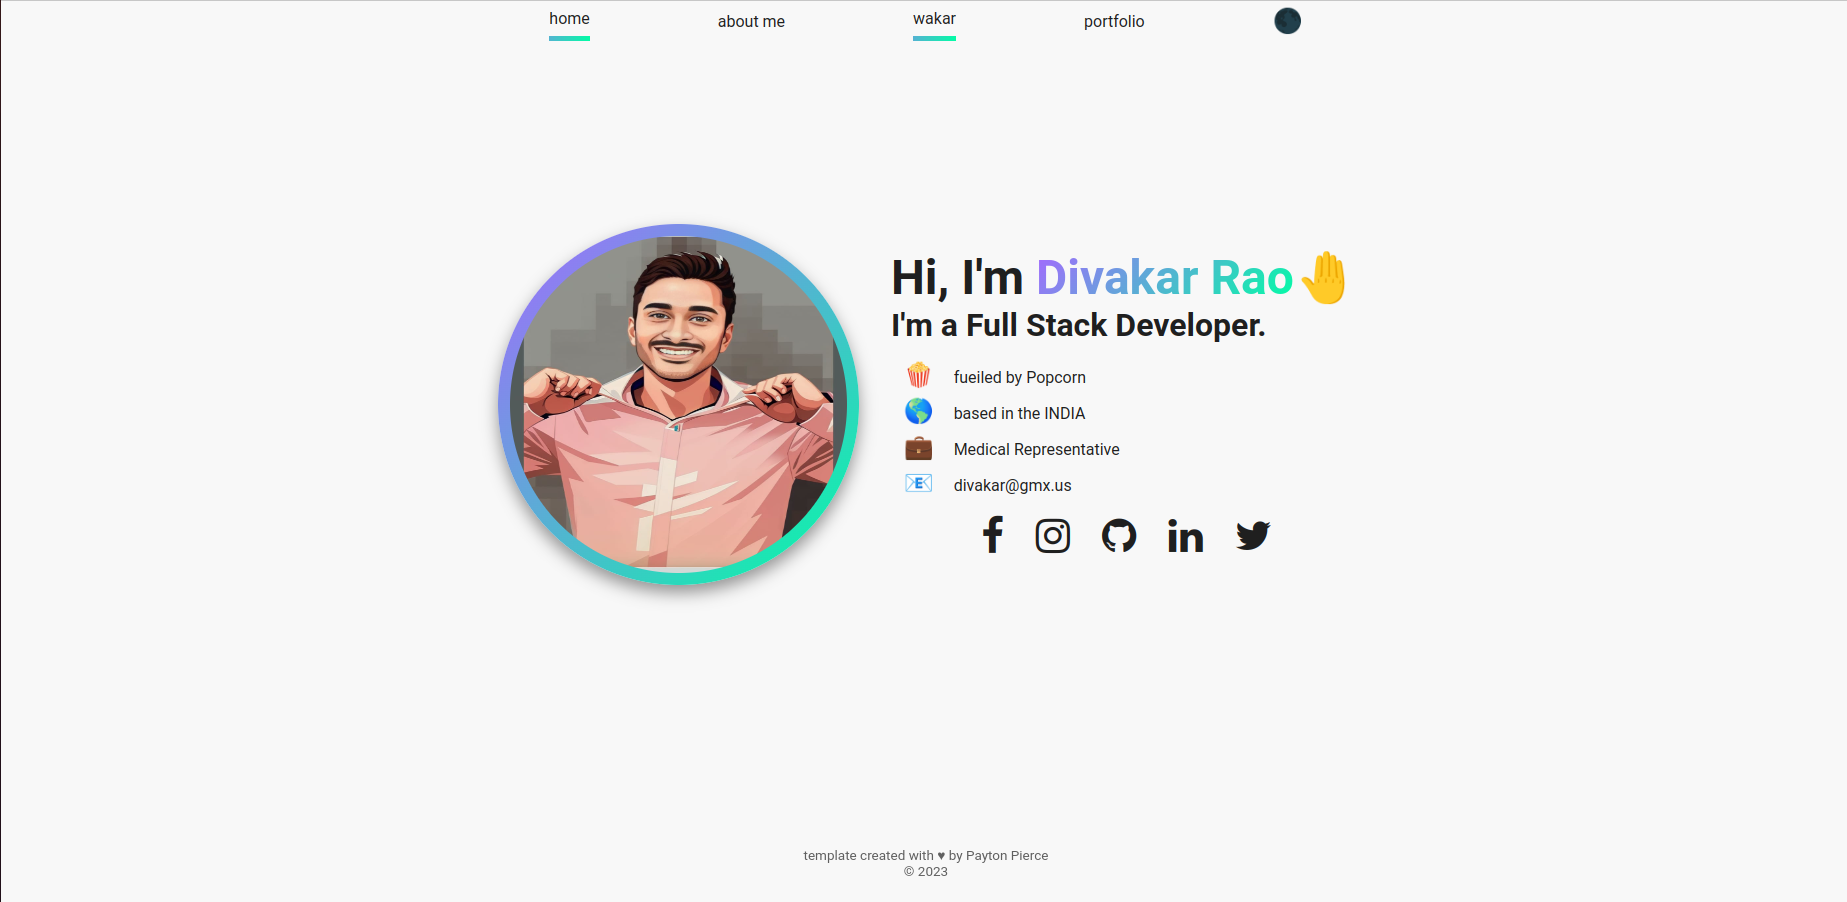 home about me wakar portfolio
Hi, I'm Divakar Rao🤚
I'm a Full Stack Developer.
fueiled by Popcorn
based in the INDIA
Medical Representative
divakar@gmx.us
template created with ♥ by Payton Pierce
© 2023